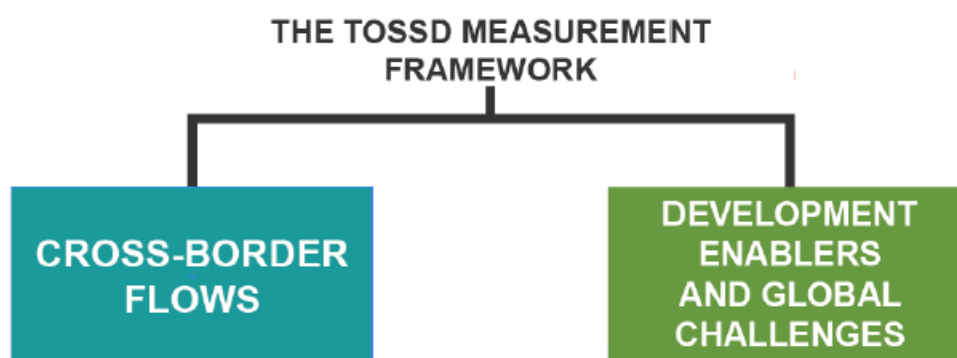 THE TOSSD MEASUREMENT
FRAMEWORK
CROSS-BORDER
FLOWS
DEVELOPMENT
ENABLERS
AND GLOBAL
CHALLENGES